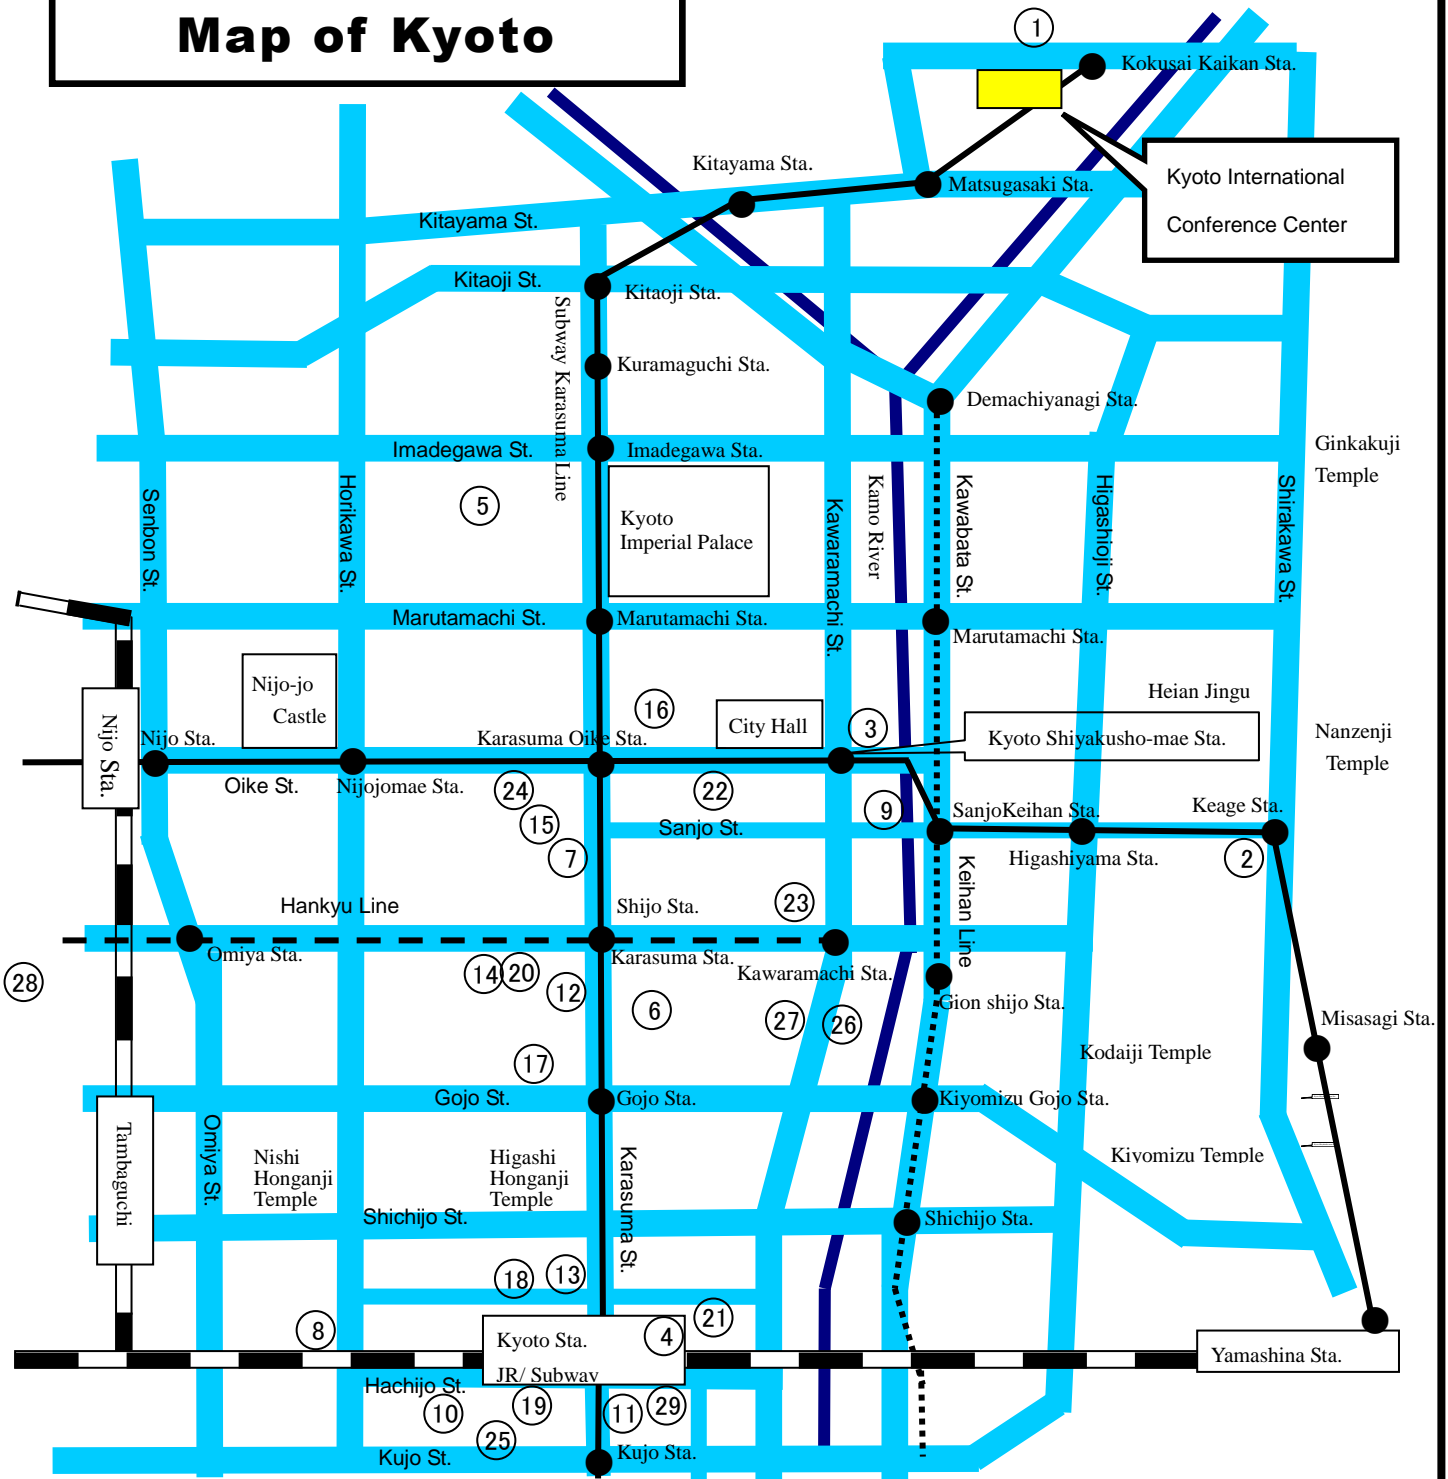 Map of Kyoto
1
Kokusai Kaikan Sta.
Kitayama Sta.
Matsugasaki Sta.
Kyoto International
Conference Center
Kitayama St.
Kitaoji St.
Kitaoji Sta.
Subway Karasuma Line
Kuramaguchi Sta.
Demachiyanagi Sta.
Imadegawa St.
Imadegawa Sta.
Ginkakuji
Temple
Senbon St.
Horikawa St.
5
Kyoto
Imperial Palace
Kawaramachi St.
Kamo River
Kawabata St.
Higashioji St.
Shirakawa St.
Marutamachi St.
Marutamachi Sta.
Marutamachi Sta.
Nijo-jo
Castle
16
City Hall
3
Heian Jingu
Kyoto Shiyakusho-mae Sta.
Nanzenji
Temple
Nijo Sta.
Nijo Sta.
Karasuma Oike Sta.
Oike St.
Nijojomae Sta.
24
22
9
SanjoKeihan Sta.
Keage Sta.
15
Sanjo St.
7
Higashiyama Sta.
2
Keihan Line
Hankyu Line
Shijo Sta.
23
Omiya Sta.
Karasuma Sta.
Kawaramachi Sta.
28
14
20
12
6
27
26
Gion shijo Sta.
Misasagi Sta.
17
Kodaiji Temple
Gojo St.
Gojo Sta.
Kiyomizu Gojo Sta.
Tambaguchi
Omiya St.
Nishi
Honganji
Temple
Higashi
Honganji
Temple
Karasuma St.
Kiyomizu Temple
Shichijo St.
Shichijo Sta.
18
13
21
8
Kyoto Sta.
4
JR/ Subway
Yamashina Sta.
Hachijo St.
10
19
11
29
25
Kujo St.
Kujo Sta.